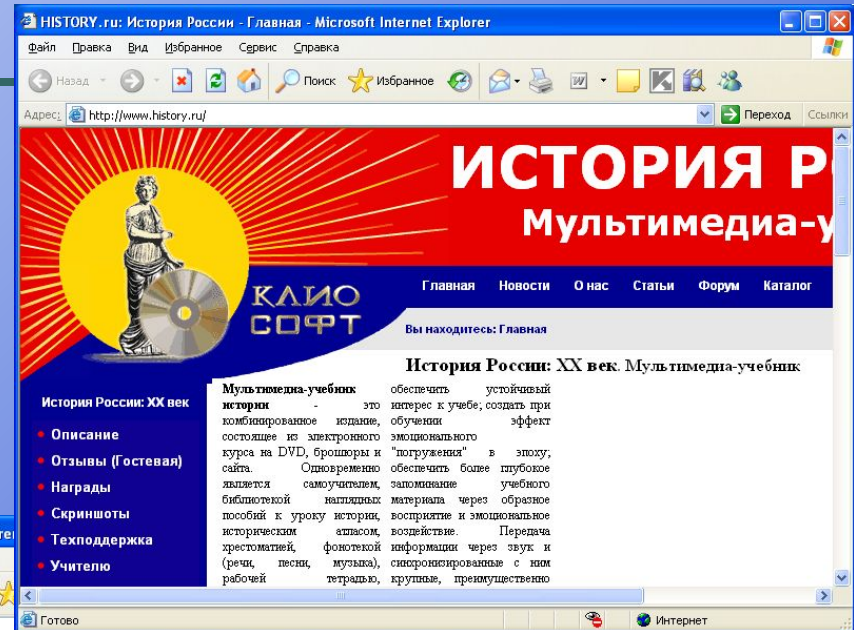 HISTORY.ru: История России - Главная - Microsoft Internet Explorer
Файл Правка Вид Избранное Сервис Справка
Назад Поиск Избранное
Адрес: http://www.history.ru/ Переход Ссылки
ИСТОРИЯ Р
Мультимедиа-у
КЛИО
СОФТ
Главная Новости О нас Статьи Форум Каталог
Вы находитесь: Главная
История России: XX век. Мультимедиа-учебник
История России: XX век
Описание
Отзывы (Гостевая)
Награды
Скриншоты
Техподдержка
Учителю
Мультимедиа-учебник
истории - это
комбинированное издание,
состоящее из электронного
курса на DVD, брошюры и
сайта. Одновременно
является самоучителем,
библиотекой наглядных
пособий к уроку истории,
историческим атласом,
хрестоматией, фонотекой
(речи, песни, музыка),
рабочей тетрадью,
обеспечить устойчивый
интерес к учебе; создать при
обучении эффект
эмоционального
"погружения" в эпоху;
обеспечить более глубокое
запоминание учебного
материала через образное
восприятие и эмоциональное
воздействие. Передача
информации через звук и
синхронизированные с ним
крупные, преимущественно
Готово Интернет